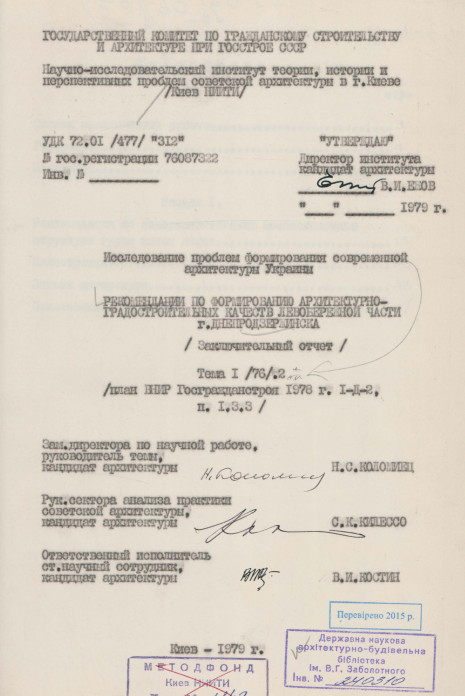 ГОСУДАРСТВЕННЫЙ КОМИТЕТ ПО ГРАЖДАНСКОМУ СТРОИТЕЛЬСТВУ
И АРХИТЕКТУРЕ ПРИ ГОССТРОЕ СССР
Научно-исследовательский институт теории, истории и
перспективных проблем советской архитектуры в г.Киеве
/Киев НИИТИ/
УДК 72.01 /477/ "312"
№ гос.регистрации 76087322
Инв. №
"УТВЕРЖДАЮ"
Директор института
кандидат архитектуры
В.И.ЕЖОВ
" " 1979 г.
Исследование проблем формирования современной
архитектуры Украины
РЕКОМЕНДАЦИИ ПО ФОРМИРОВАНИЮ АРХИТЕКТУРНО-
ГРАДОСТРОИТЕЛЬНЫХ КАЧЕСТВ ЛЕВОБЕРЕЖНОЙ ЧАСТИ
г.ДНЕПРОДЗЕРЖИНСКА
/ Заключительный отчет /
Тема I /76/.2
/план ВНИР Госгражданстроя 1978 г. I-Д-2,
п. I.3.3 /
Зам.директора по научной работе,
руководитель темы,
кандидат архитектуры
Н.С.КОЛОМИЕЦ
Рук.сектора анализа практики
советской архитектуры,
кандидат архитектуры
С.К.КИЛЕССО
Ответственный исполнитель
ст.научный сотрудник,
кандидат архитектуры
В.И.КОСТИН
Перевірено 2015 р.
Киев - 1979 г.
Державна наукова
архітектурно-будівельна
бібліотека
ім. В.Г. Заболотного
Інв. № 240310
МЕТОДФОНД
Киев НИИТИ